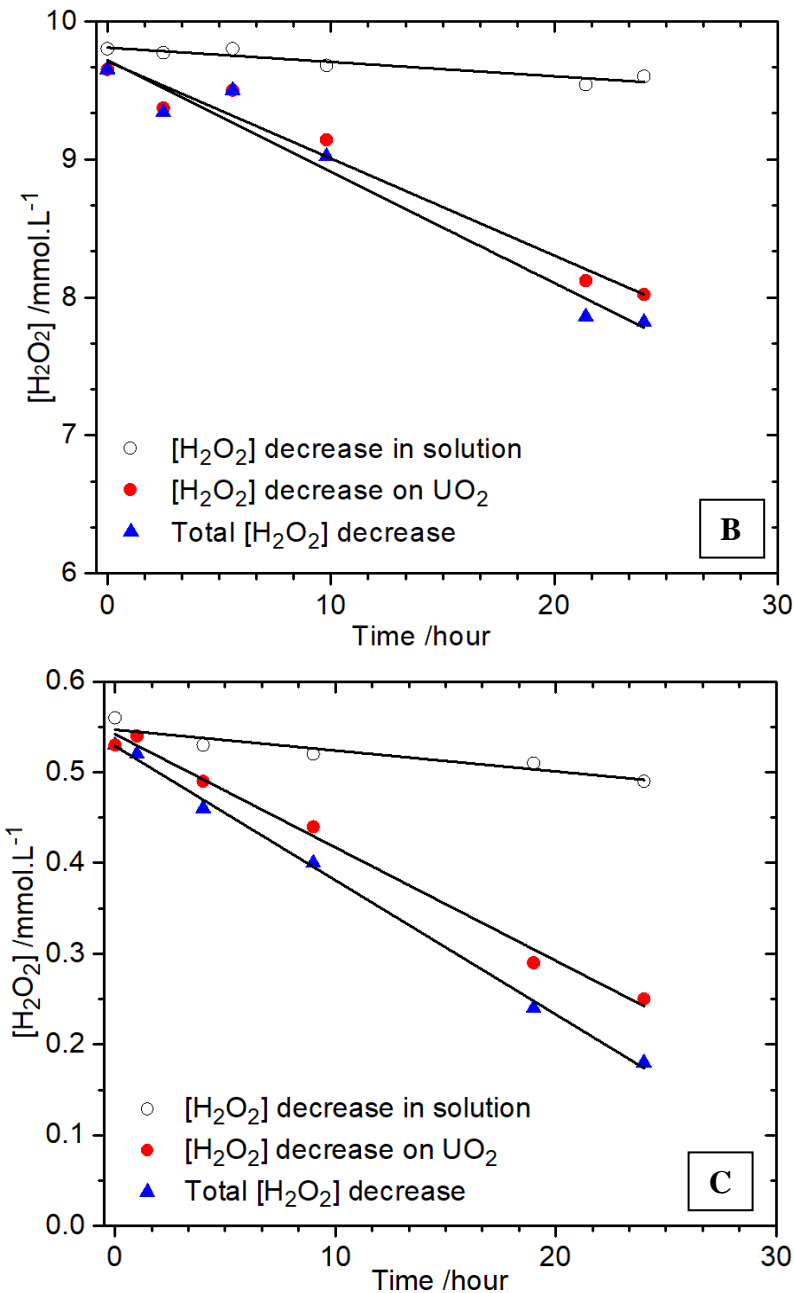 10
9
8
7
6
[H₂O₂] /mmol.L⁻¹
[H₂O₂] decrease in solution
[H₂O₂] decrease on UO₂
Total [H₂O₂] decrease
B
0
10
20
30
Time /hour
0.6
0.5
0.4
0.3
0.2
0.1
0.0
[H₂O₂] /mmol.L⁻¹
[H₂O₂] decrease in solution
[H₂O₂] decrease on UO₂
Total [H₂O₂] decrease
C
0
10
20
30
Time /hour